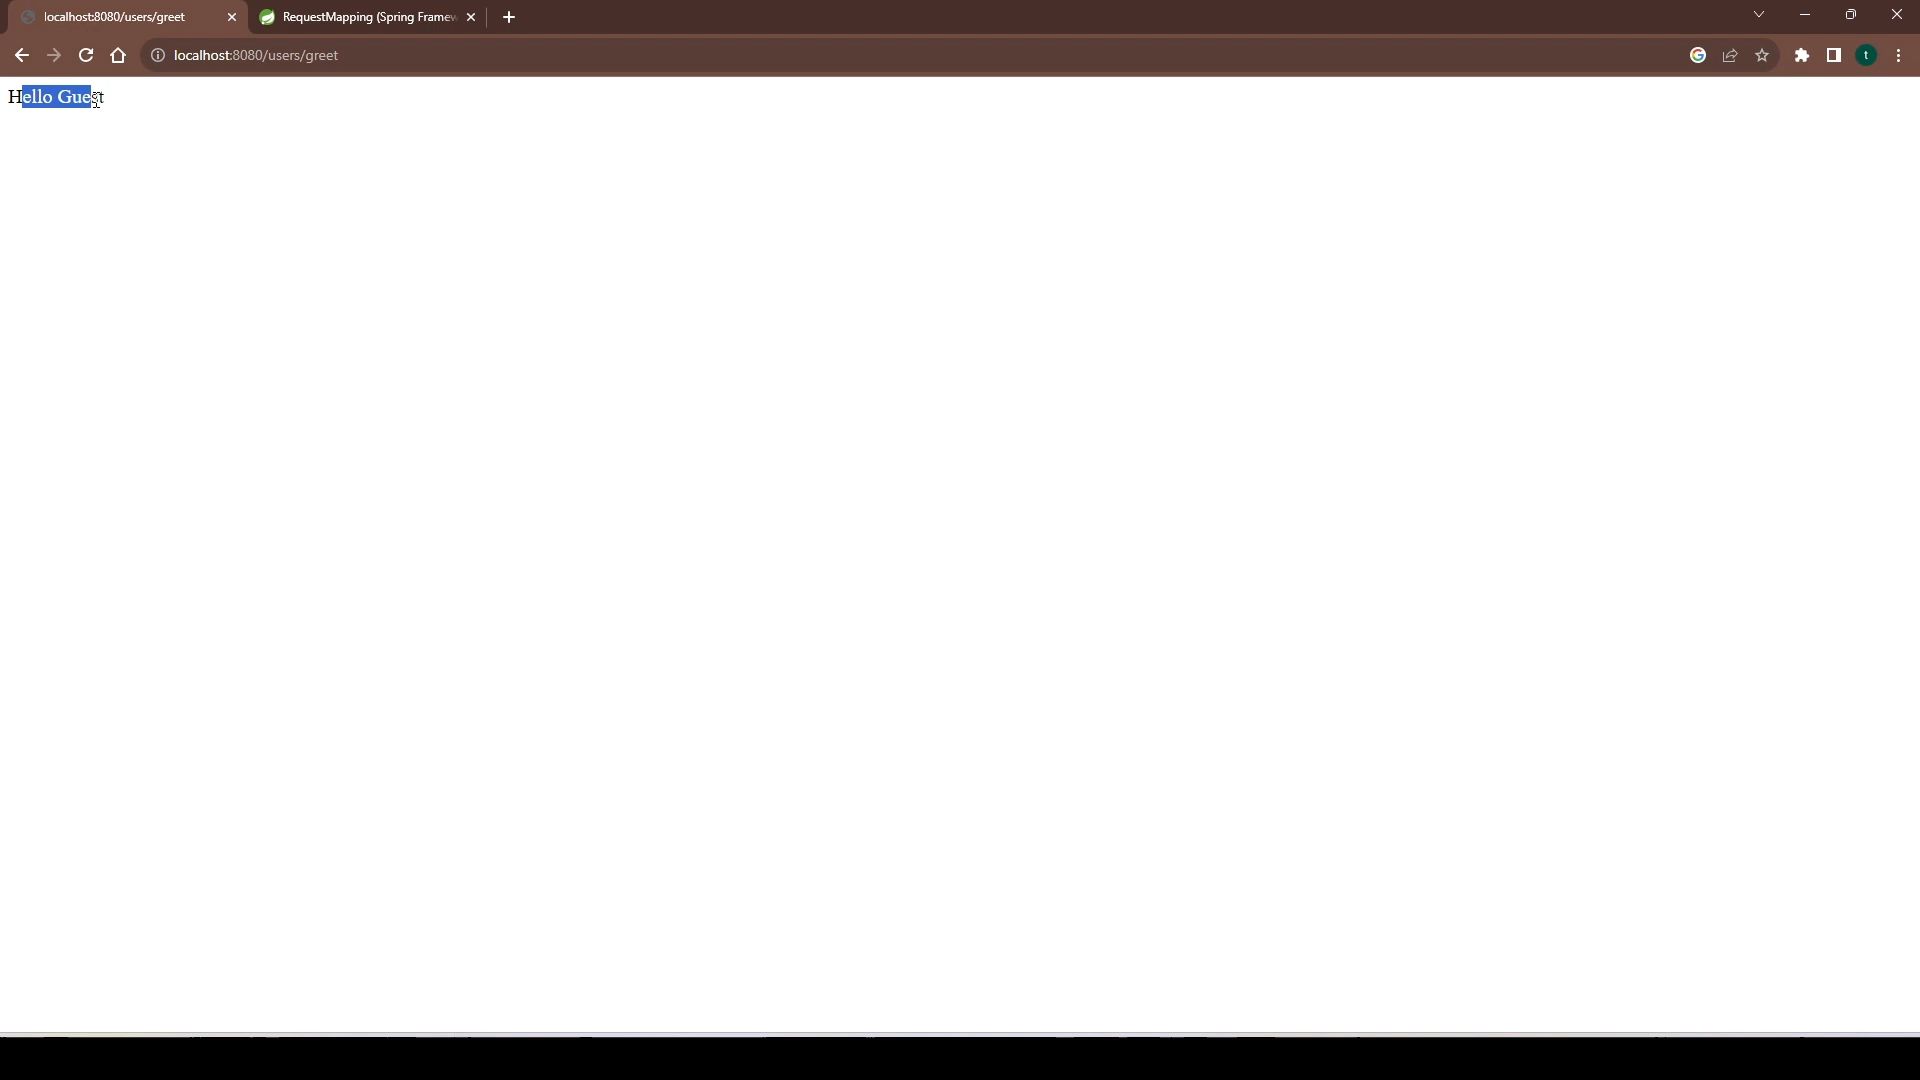 localhost:8080/users/greet
RequestMapping (Spring Framew
localhost:8080/users/greet
t
Hello Guest